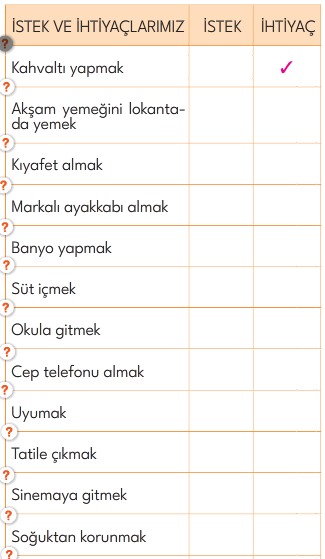 İSTEK VE İHTİYAÇLARIMIZ İSTEK İHTİYAÇ
Kahvaltı yapmak ✓
Akşam yemeğini lokanta-
da yemek
Kıyafet almak
Markalı ayakkabı almak
Banyo yapmak
Süt içmek
Okula gitmek
Cep telefonu almak
Uyumak
Tatile çıkmak
Sinemaya gitmek
Soğuktan korunmak